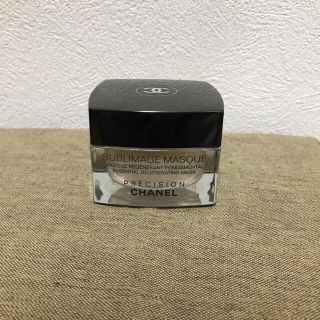 SUBLIMAGE MASQUE
MASQUE RÉGÉNÉRANT FONDAMENTAL
ESSENTIAL REGENERATING MASK
PRÉCISION
CHANEL